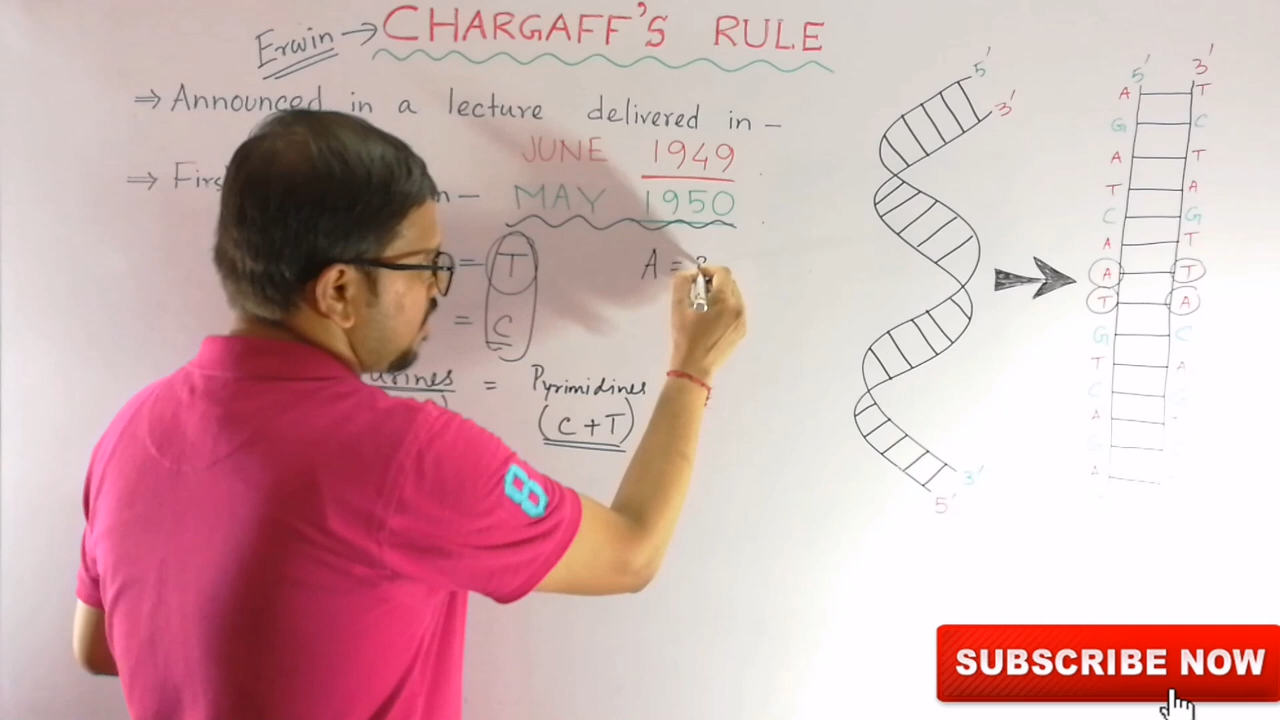 Erwin → CHARGAFF'S RULE
⇒ Announced in a lecture delivered in –
JUNE 1949
⇒ MAY 1950
= T
A =
= C
= Pyrimidines
(C+T)
5'
3'
3'
5'
5' 3'
A T
G C
A T
T A
C G
A T
A T
T A
G C
T A
C
A
G
A
8
SUBSCRIBE NOW